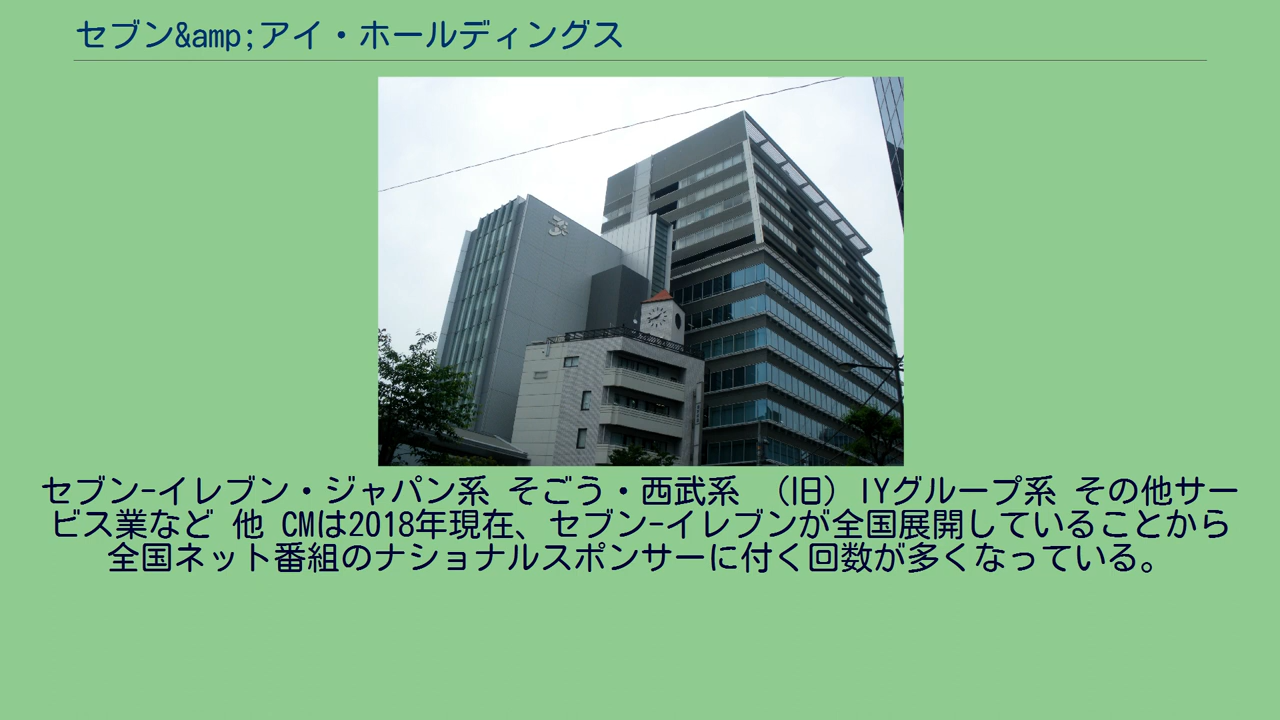 セブン&amp;アイ・ホールディングス
セブン-イレブン・ジャパン系 そごう・西武系 （旧）IYグループ系 その他サー
ビス業など 他 CMは2018年現在、セブン-イレブンが全国展開していることから
全国ネット番組のナショナルスポンサーに付く回数が多くなっている。